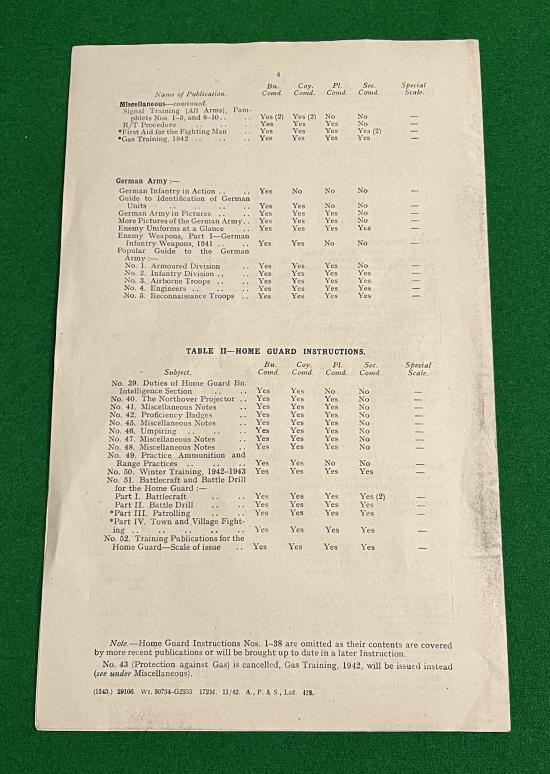 4
Name of Publication. Bn. Comd. Coy. Comd. Pl. Comd. Sec. Comd. Special Scale.
Miscellaneous—continued.
Signal Training (All Arms), Pam-
phlets Nos. 1–5, and 8–10 .. .. Yes (2) Yes (2) No No —
R/T Procedure .. .. .. Yes Yes Yes No —
*First Aid for the Fighting Man .. Yes Yes Yes Yes (2) —
*Gas Training, 1942 .. .. .. Yes Yes Yes Yes —
German Army :—
German Infantry in Action .. .. Yes No No No —
Guide to Identification of German
Units .. .. .. .. Yes Yes No No —
German Army in Pictures .. .. Yes Yes Yes No —
More Pictures of the German Army .. Yes Yes Yes No —
Enemy Uniforms at a Glance .. Yes Yes Yes Yes —
Enemy Weapons, Part I—German
Infantry Weapons, 1941 .. .. Yes Yes No No —
Popular Guide to the German
Army :—
No. 1. Armoured Division .. Yes Yes Yes No —
No. 2. Infantry Division .. .. Yes Yes Yes Yes —
No. 3. Airborne Troops .. .. Yes Yes Yes Yes —
No. 4. Engineers .. .. .. Yes Yes Yes Yes —
No. 5. Reconnaissance Troops .. Yes Yes Yes Yes —
TABLE II—HOME GUARD INSTRUCTIONS.
Subject. Bn. Comd. Coy. Comd. Pl. Comd. Sec. Comd. Special Scale.
No. 39. Duties of Home Guard Bn.
Intelligence Section .. .. Yes Yes No No —
No. 40. The Northover Projector .. Yes Yes Yes No —
No. 41. Miscellaneous Notes .. Yes Yes Yes No —
No. 42. Proficiency Badges .. Yes Yes Yes No —
No. 45. Miscellaneous Notes .. Yes Yes Yes No —
No. 46. Umpiring .. .. .. Yes Yes Yes No —
No. 47. Miscellaneous Notes .. Yes Yes Yes No —
No. 48. Miscellaneous Notes .. Yes Yes Yes No —
No. 49. Practice Ammunition and
Range Practices .. .. .. Yes Yes No No —
No. 50. Winter Training, 1942–1943 Yes Yes Yes Yes —
No. 51. Battlecraft and Battle Drill
for the Home Guard :—
Part I. Battlecraft .. .. Yes Yes Yes Yes (2) —
Part II. Battle Drill .. .. Yes Yes Yes Yes —
*Part III. Patrolling .. .. Yes Yes Yes Yes —
*Part IV. Town and Village Fight-
ing .. .. .. .. .. Yes Yes Yes Yes —
No. 52. Training Publications for the
Home Guard—Scale of issue .. Yes Yes Yes Yes —
Note.—Home Guard Instructions Nos. 1–38 are omitted as their contents are covered
by more recent publications or will be brought up to date in a later Instruction.
No. 43 (Protection against Gas) is cancelled, Gas Training, 1942, will be issued instead
(see under Miscellaneous).
(1543.) 29106. Wt. 30734-G2335. 172M. 11/42. A., P. & S., Ltd. 428.